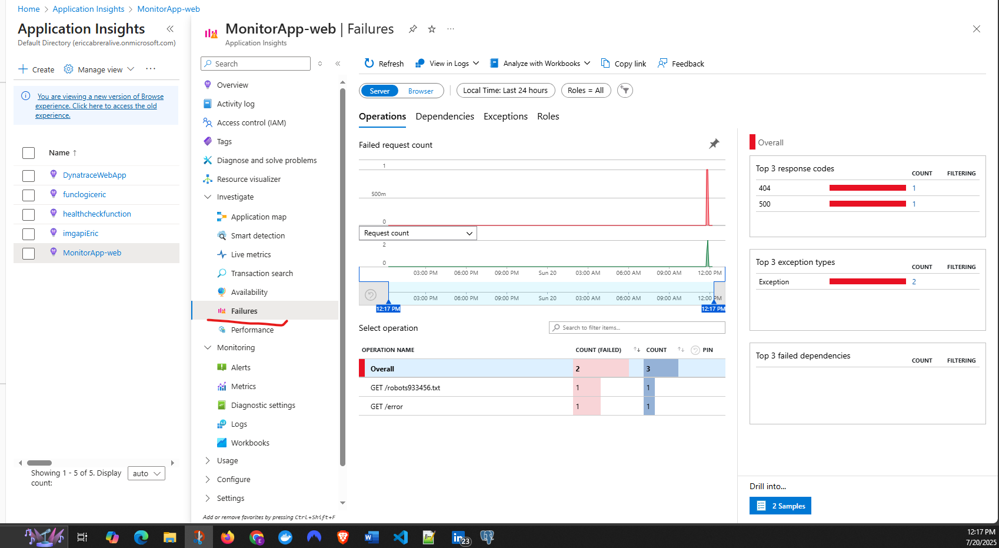 Home > Application Insights > MonitorApp-web
Application Insights
Default Directory (ericcabreralive.onmicrosoft.com)
Create Manage view ...
You are viewing a new version of Browse
experience. Click here to access the old
experience.
Name ↑
DynatraceWebApp
funclogiceric
healthcheckfunction
imgapiEric
MonitorApp-web
Showing 1 - 5 of 5. Display
count:
auto
MonitorApp-web | Failures
Application Insights
Search
Overview
Activity log
Access control (IAM)
Tags
Diagnose and solve problems
Resource visualizer
Investigate
Application map
Smart detection
Live metrics
Transaction search
Availability
Failures
Performance
Monitoring
Alerts
Metrics
Diagnostic settings
Logs
Workbooks
Usage
Configure
Settings
Add or remove favorites by pressing Ctrl+Shift+F
Refresh View in Logs Analyze with Workbooks Copy link Feedback
Server Browser Local Time: Last 24 hours Roles = All
Operations Dependencies Exceptions Roles
Failed request count
1
500m
0
Request count
2
0
03:00 PM 06:00 PM 09:00 PM Sun 20 03:00 AM 06:00 AM 09:00 AM 12:00 PM
03:00 PM 06:00 PM 09:00 PM Sun 20 03:00 AM 06:00 AM 09:00 AM 12:00 PM
12:17 PM 12:17 PM
Select operation
Search to filter items...
OPERATION NAME COUNT (FAILED) ↑↓ COUNT ↑↓ PIN
Overall 2 3
GET /robots933456.txt 1 1
GET /error 1 1
Overall
Top 3 response codes COUNT FILTERING
404 1
500 1
Top 3 exception types COUNT FILTERING
Exception 2
Top 3 failed dependencies COUNT FILTERING
Drill into...
2 Samples
E
23
12:17 PM
7/20/2025